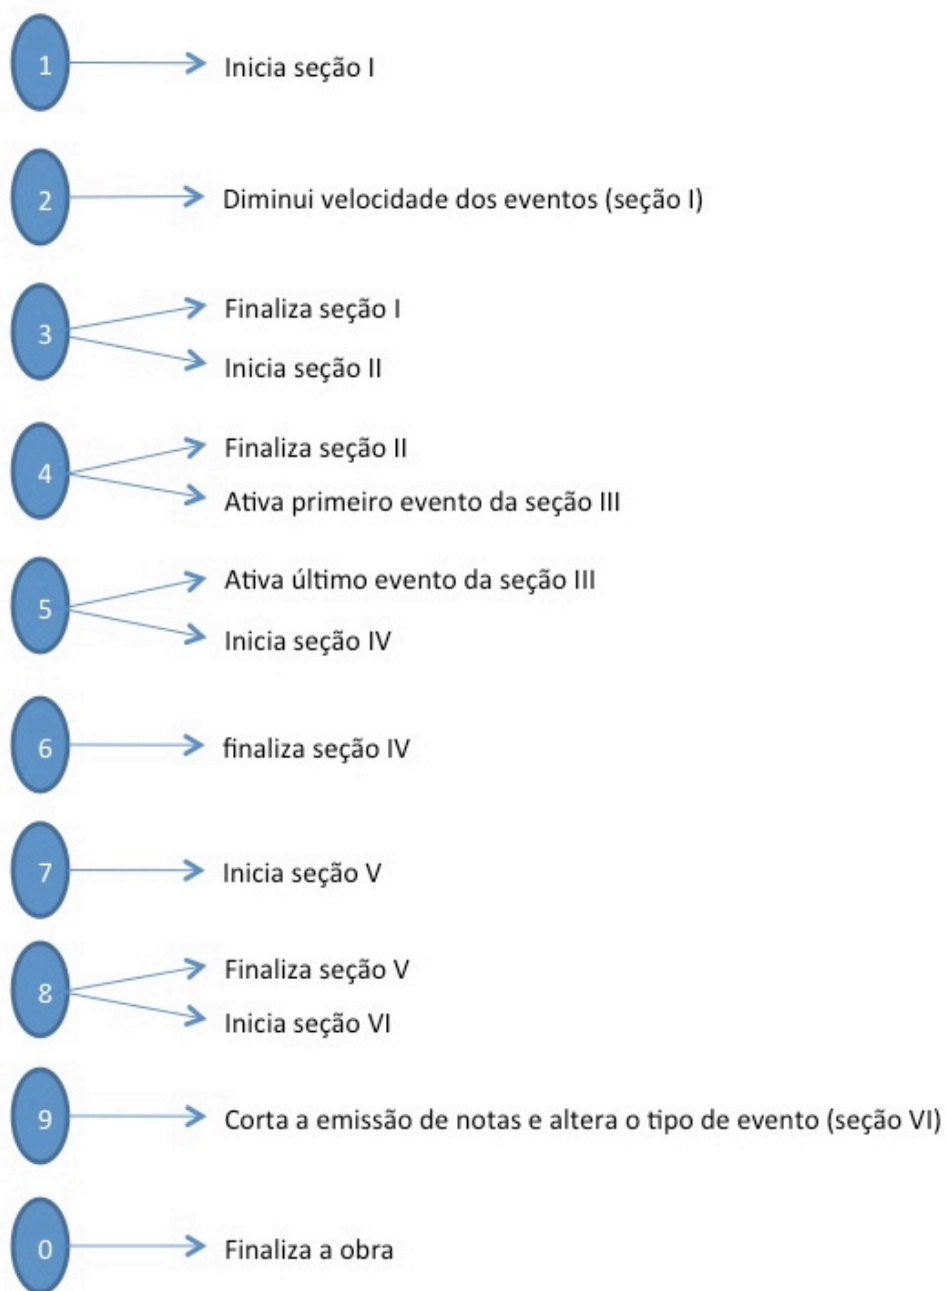 1
Inicia seção I
2
Diminui velocidade dos eventos (seção I)
3
Finaliza seção I
Inicia seção II
4
Finaliza seção II
Ativa primeiro evento da seção III
5
Ativa último evento da seção III
Inicia seção IV
6
finaliza seção IV
7
Inicia seção V
8
Finaliza seção V
Inicia seção VI
9
Corta a emissão de notas e altera o tipo de evento (seção VI)
0
Finaliza a obra